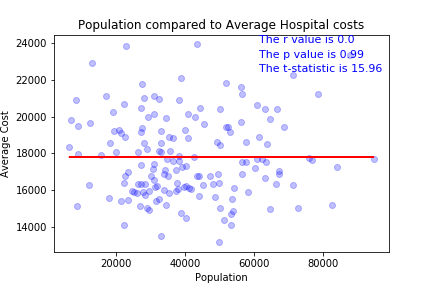 Population compared to Average Hospital costs
The r value is 0.0
The p value is 0.99
The t-statistic is 15.96
24000
22000
20000
18000
16000
14000
Average Cost
20000 40000 60000 80000
Population